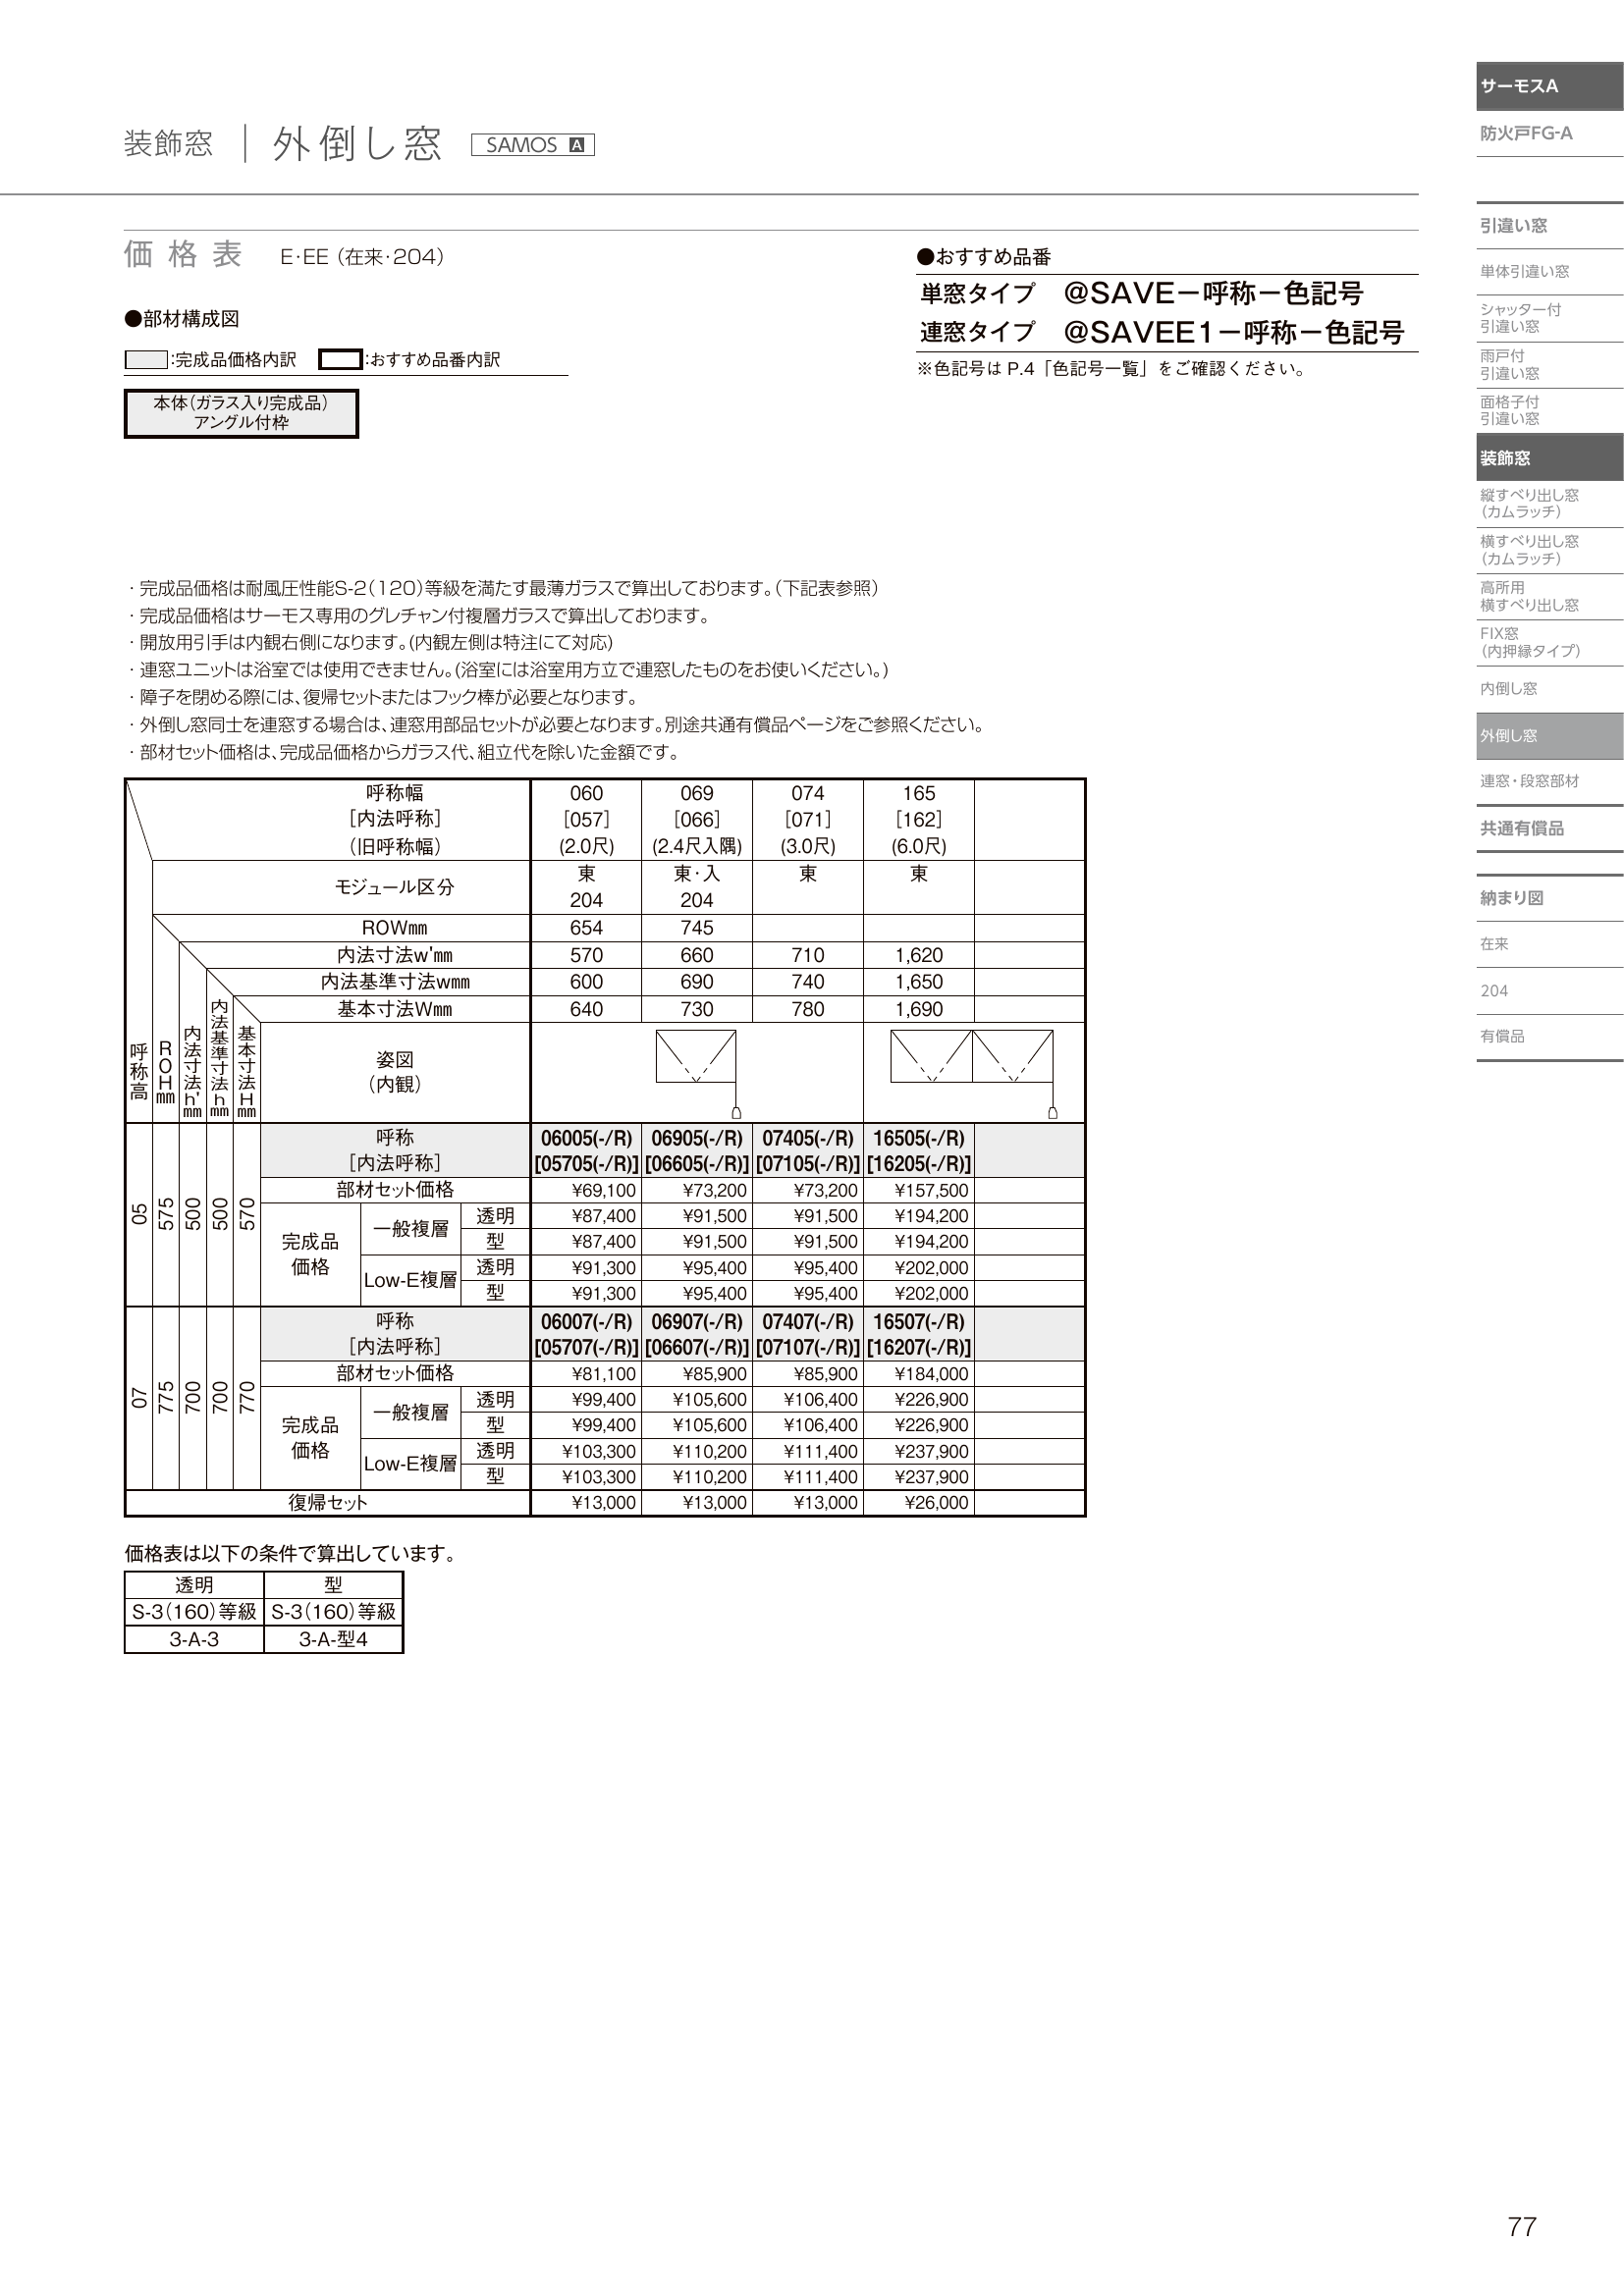 装飾窓 外倒し窓 SAMOS A
価格表 E・EE（在来・204）
●部材構成図
:完成品価格内訳 :おすすめ品番内訳
本体（ガラス入り完成品）
アングル付枠
●おすすめ品番
単窓タイプ @SAVE－呼称－色記号
連窓タイプ @SAVEE1－呼称－色記号
※色記号は P.4「色記号一覧」をご確認ください。
・完成品価格は耐風圧性能S-2（120）等級を満たす最薄ガラスで算出しております。（下記表参照）
・完成品価格はサーモス専用のグレチャン付複層ガラスで算出しております。
・開放用引手は内観右側になります。(内観左側は特注にて対応)
・連窓ユニットは浴室では使用できません。(浴室には浴室用方立で連窓したものをお使いください。)
・障子を閉める際には、復帰セットまたはフック棒が必要となります。
・外倒し窓同士を連窓する場合は、連窓用部品セットが必要となります。別途共通有償品ページをご参照ください。
・部材セット価格は、完成品価格からガラス代、組立代を除いた金額です。
呼称幅 060 069 074 165
［内法呼称］ ［057］ ［066］ ［071］ ［162］
（旧呼称幅） (2.0尺) (2.4尺入隅) (3.0尺) (6.0尺)
モジュール区分 東 東・入 東 東
204 204
ROW㎜ 654 745
内法寸法w'㎜ 570 660 710 1,620
内法基準寸法w㎜ 600 690 740 1,650
基本寸法W㎜ 640 730 780 1,690
呼称高 ROH㎜ 内法寸法h'㎜ 内法基準寸法h㎜ 基本寸法H㎜
姿図
（内観）
05 575 500 500 570
呼称 06005(-/R) 06905(-/R) 07405(-/R) 16505(-/R)
［内法呼称］ [05705(-/R)] [06605(-/R)] [07105(-/R)] [16205(-/R)]
部材セット価格 ¥69,100 ¥73,200 ¥73,200 ¥157,500
完成品価格 一般複層 透明 ¥87,400 ¥91,500 ¥91,500 ¥194,200
型 ¥87,400 ¥91,500 ¥91,500 ¥194,200
Low-E複層 透明 ¥91,300 ¥95,400 ¥95,400 ¥202,000
型 ¥91,300 ¥95,400 ¥95,400 ¥202,000
07 775 700 700 770
呼称 06007(-/R) 06907(-/R) 07407(-/R) 16507(-/R)
［内法呼称］ [05707(-/R)] [06607(-/R)] [07107(-/R)] [16207(-/R)]
部材セット価格 ¥81,100 ¥85,900 ¥85,900 ¥184,000
完成品価格 一般複層 透明 ¥99,400 ¥105,600 ¥106,400 ¥226,900
型 ¥99,400 ¥105,600 ¥106,400 ¥226,900
Low-E複層 透明 ¥103,300 ¥110,200 ¥111,400 ¥237,900
型 ¥103,300 ¥110,200 ¥111,400 ¥237,900
復帰セット ¥13,000 ¥13,000 ¥13,000 ¥26,000
価格表は以下の条件で算出しています。
透明 型
S-3（160）等級 S-3（160）等級
3-A-3 3-A-型4
サーモスA
防火戸FG-A
引違い窓
単体引違い窓
シャッター付
引違い窓
雨戸付
引違い窓
面格子付
引違い窓
装飾窓
縦すべり出し窓
（カムラッチ）
横すべり出し窓
（カムラッチ）
高所用
横すべり出し窓
FIX窓
（内押縁タイプ）
内倒し窓
外倒し窓
連窓・段窓部材
共通有償品
納まり図
在来
204
有償品
77